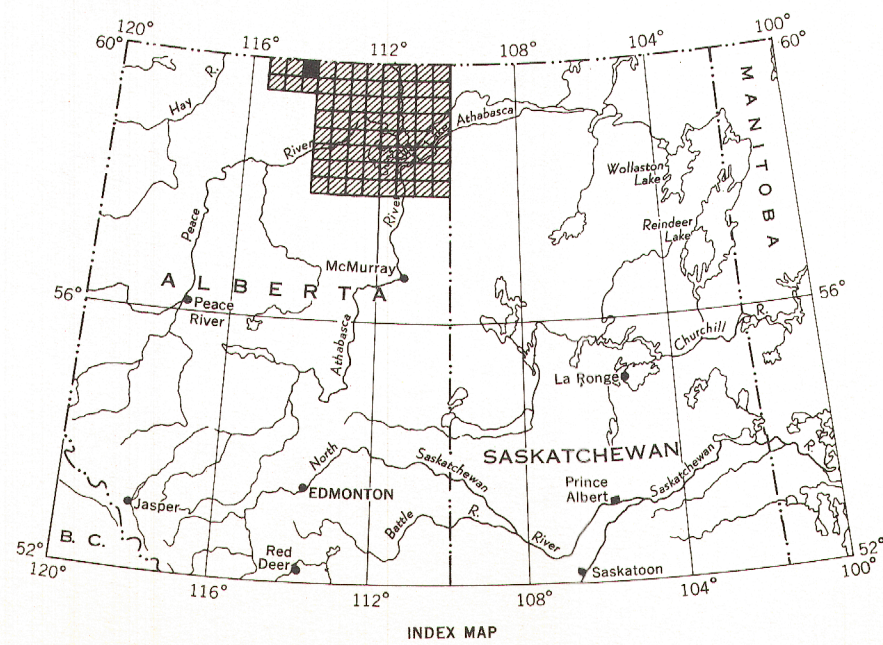 120°
60°
116°
112°
108°
104°
100°
60°
Hay
R.
River
Lake
Athabasca
MANITOBA
Wollaston
Lake
Peace
River
Reindeer
Lake
McMurray
ALBERTA
56°
Peace
River
56°
Athabasca
Churchill
R.
La Ronge
North
Saskatchewan
SASKATCHEWAN
Saskatchewan
R.
Prince
Albert
EDMONTON
Jasper
Battle
R.
River
B. C.
Red
Deer
Saskatoon
52°
120°
116°
112°
108°
104°
52°
100°
INDEX MAP